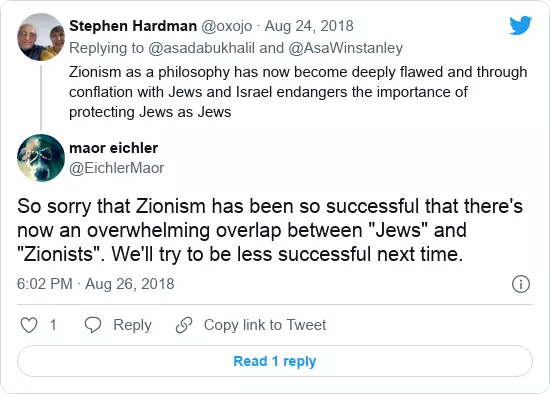 Stephen Hardman @oxojo · Aug 24, 2018
Replying to @asadabukhalil and @AsaWinstanley
Zionism as a philosophy has now become deeply flawed and through
conflation with Jews and Israel endangers the importance of
protecting Jews as Jews
maor eichler
@EichlerMaor
So sorry that Zionism has been so successful that there's
now an overwhelming overlap between "Jews" and
"Zionists". We'll try to be less successful next time.
6:02 PM · Aug 26, 2018
1 Reply Copy link to Tweet
Read 1 reply